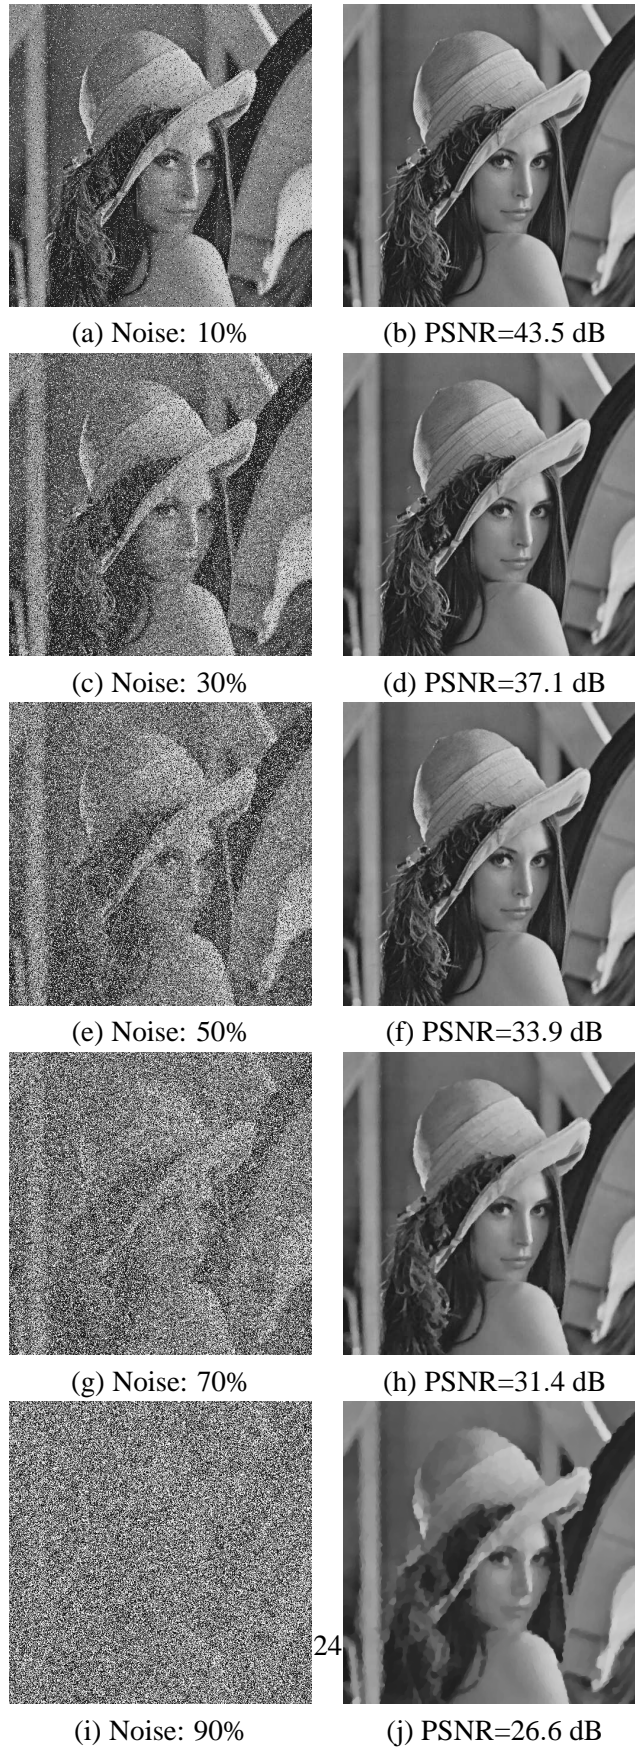 (a) Noise: 10%
(b) PSNR=43.5 dB
(c) Noise: 30%
(d) PSNR=37.1 dB
(e) Noise: 50%
(f) PSNR=33.9 dB
(g) Noise: 70%
(h) PSNR=31.4 dB
24
(i) Noise: 90%
(j) PSNR=26.6 dB